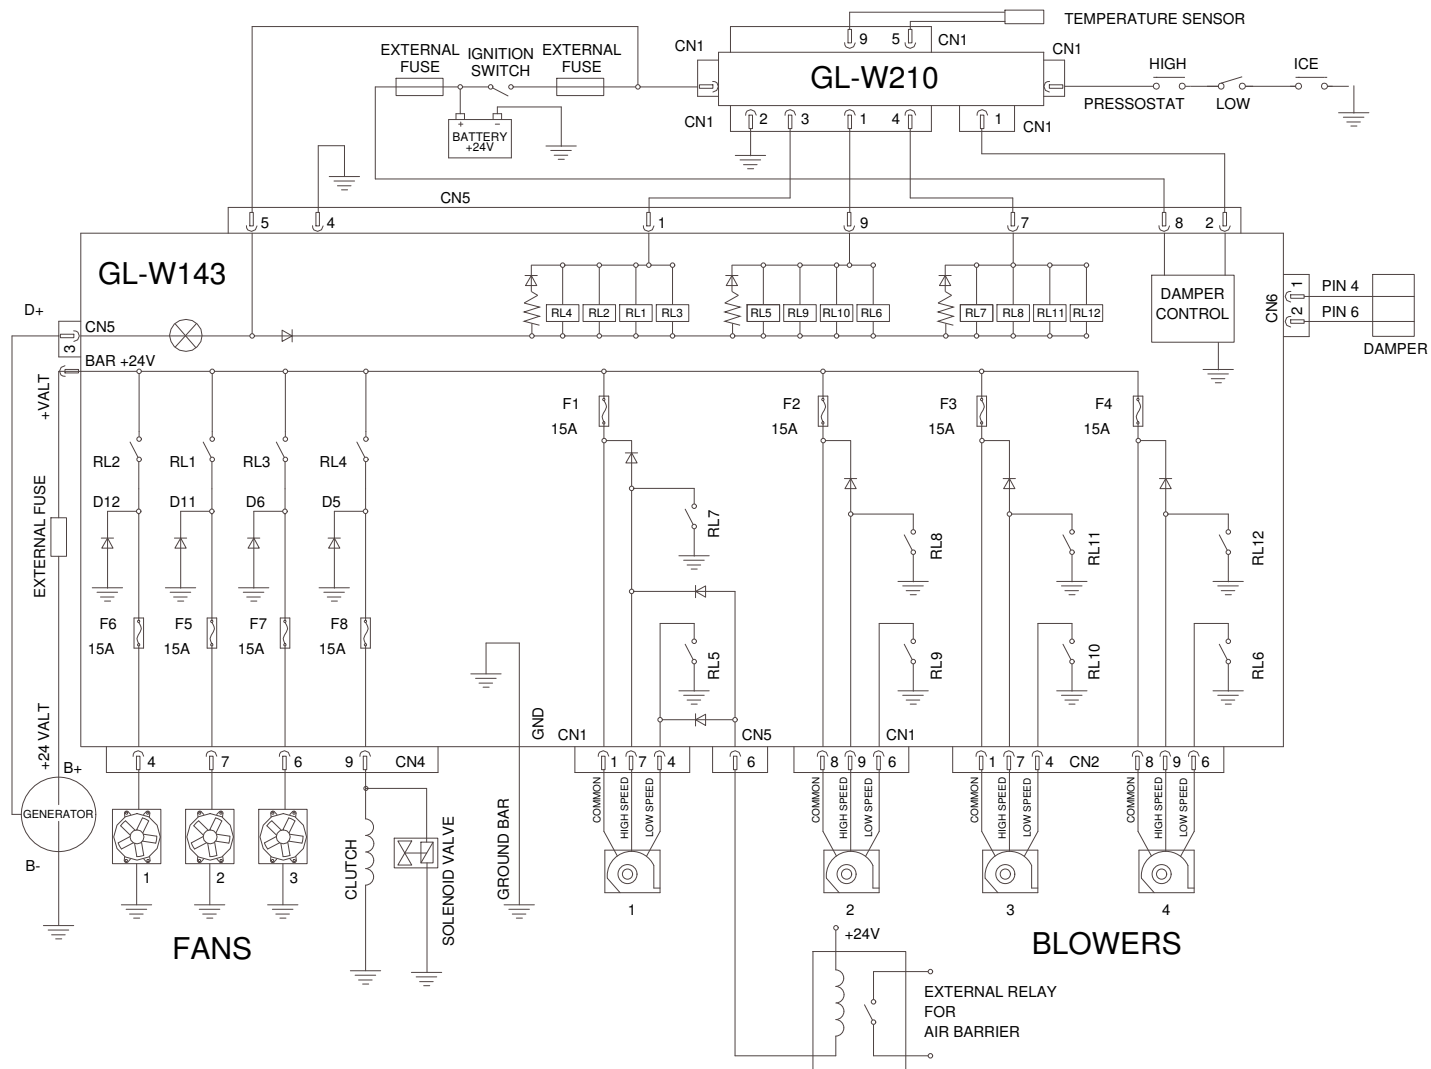 TEMPERATURE SENSOR
9 5 CN1
CN1
CN1
EXTERNAL
FUSE
IGNITION
SWITCH
EXTERNAL
FUSE
GL-W210
HIGH
ICE
PRESSOSTAT
LOW
+ −
BATTERY
+24V
CN1
2 3 1 4 1
CN1
CN5
5 4 1 9 7 8 2
GL-W143
RL4 RL2 RL1 RL3
RL5 RL9 RL10 RL6
RL7 RL8 RL11 RL12
DAMPER
CONTROL
CN6
1
2
PIN 4
PIN 6
DAMPER
D+
CN5
3
BAR +24V
+VALT
F1
15A
F2
15A
F3
15A
F4
15A
RL2 RL1 RL3 RL4
D12 D11 D6 D5
RL7
RL8
RL11
RL12
EXTERNAL FUSE
F6
15A
F5
15A
F7
15A
F8
15A
RL5
RL9
RL10
RL6
+24 VALT
GND
CN1
CN5
CN1
B+
4 7 6 9 CN4
1 7 4
6
8 9 6
1 7 4 CN2 8 9 6
COMMON
HIGH SPEED
LOW SPEED
COMMON
HIGH SPEED
LOW SPEED
COMMON
HIGH SPEED
LOW SPEED
COMMON
HIGH SPEED
LOW SPEED
GENERATOR
B-
1 2 3
CLUTCH
SOLENOID VALVE
GROUND BAR
1 2 3 4
FANS
BLOWERS
+24V
EXTERNAL RELAY
FOR
AIR BARRIER